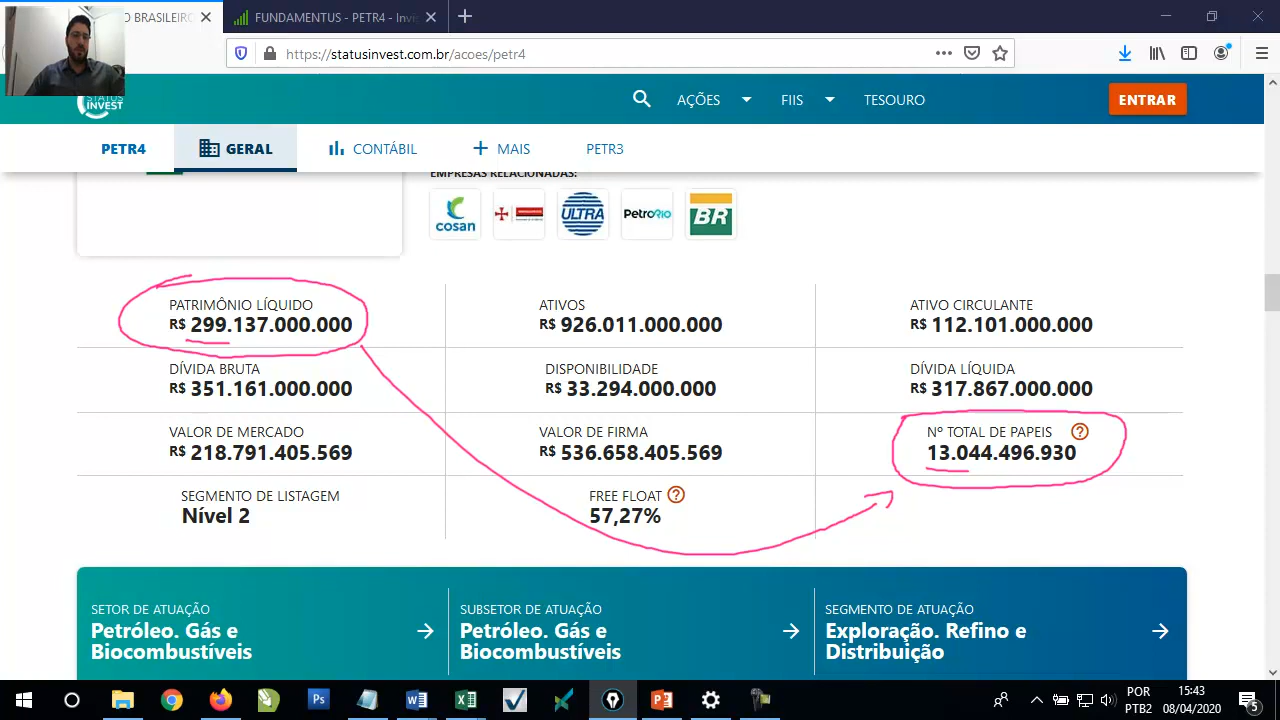 O BRASILEIRO
FUNDAMENTUS - PETR4 - Inves
https://statusinvest.com.br/acoes/petr4
STATUS
INVEST
AÇÕES
FIIS
TESOURO
ENTRAR
PETR4
GERAL
CONTÁBIL
MAIS
PETR3
EMPRESAS RELACIONADAS:
cosan
ULTRA
PetroRio
BR
PATRIMÔNIO LÍQUIDO
R$ 299.137.000.000
ATIVOS
R$ 926.011.000.000
ATIVO CIRCULANTE
R$ 112.101.000.000
DÍVIDA BRUTA
R$ 351.161.000.000
DISPONIBILIDADE
R$ 33.294.000.000
DÍVIDA LÍQUIDA
R$ 317.867.000.000
VALOR DE MERCADO
R$ 218.791.405.569
VALOR DE FIRMA
R$ 536.658.405.569
Nº TOTAL DE PAPEIS ?
13.044.496.930
SEGMENTO DE LISTAGEM
Nível 2
FREE FLOAT ?
57,27%
SETOR DE ATUAÇÃO
Petróleo. Gás e
Biocombustíveis
SUBSETOR DE ATUAÇÃO
Petróleo. Gás e
Biocombustíveis
SEGMENTO DE ATUAÇÃO
Exploração. Refino e
Distribuição
Ps
POR
PTB2
15:43
08/04/2020
5